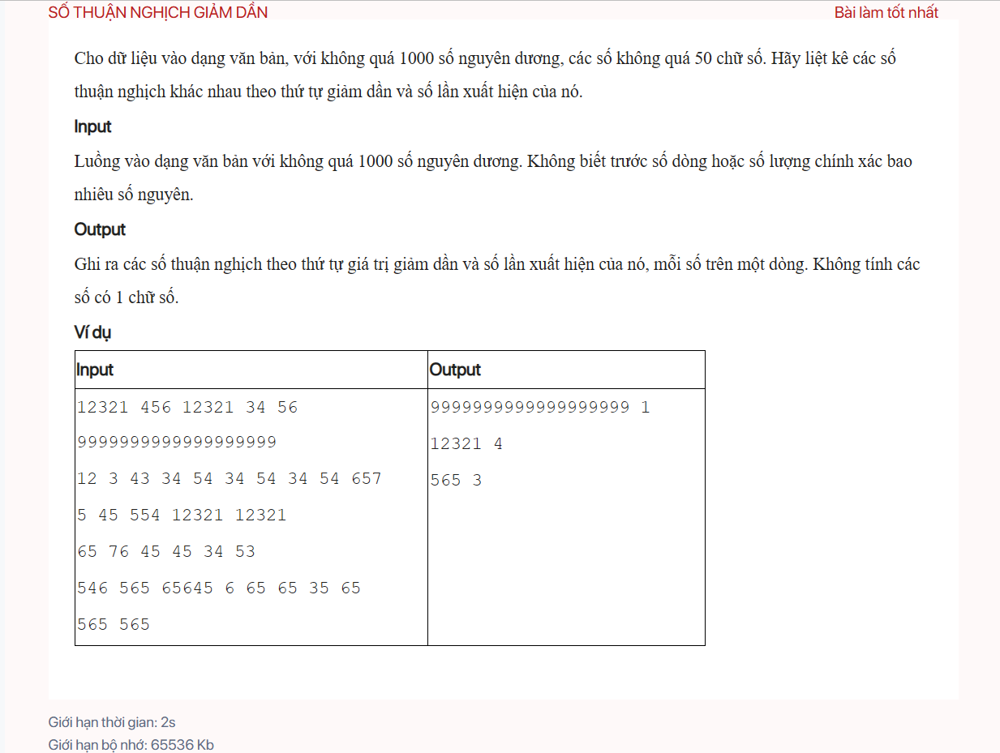 SỐ THUẬN NGHỊCH GIẢM DẦN
Bài làm tốt nhất
Cho dữ liệu vào dạng văn bản, với không quá 1000 số nguyên dương, các số không quá 50 chữ số. Hãy liệt kê các số
thuận nghịch khác nhau theo thứ tự giảm dần và số lần xuất hiện của nó.
Input
Luồng vào dạng văn bản với không quá 1000 số nguyên dương. Không biết trước số dòng hoặc số lượng chính xác bao
nhiêu số nguyên.
Output
Ghi ra các số thuận nghịch theo thứ tự giá trị giảm dần và số lần xuất hiện của nó, mỗi số trên một dòng. Không tính các
số có 1 chữ số.
Ví dụ
Input
Output
12321 456 12321 34 56
9999999999999999999
12 3 43 34 54 34 54 34 54 657
5 45 554 12321 12321
65 76 45 45 34 53
546 565 65645 6 65 65 35 65
565 565
9999999999999999999 1
12321 4
565 3
Giới hạn thời gian: 2s
Giới hạn bộ nhớ: 65536 Kb